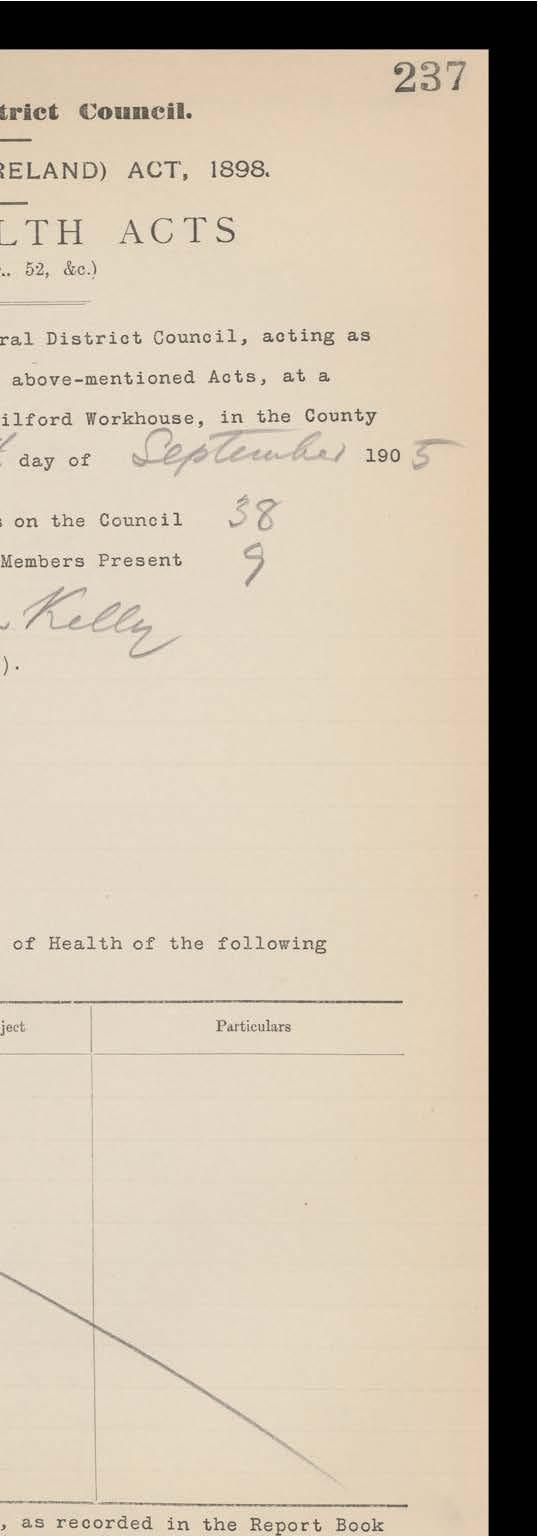 237
trict Council.
RELAND) ACT, 1898.
LTH ACTS
. 52, &c.)
ral District Council, acting as
above-mentioned Acts, at a
ilford Workhouse, in the County
day of September 1905
s on the Council 38
Members Present 9
Kelly
).
of Health of the following
ject Particulars
, as recorded in the Report Book